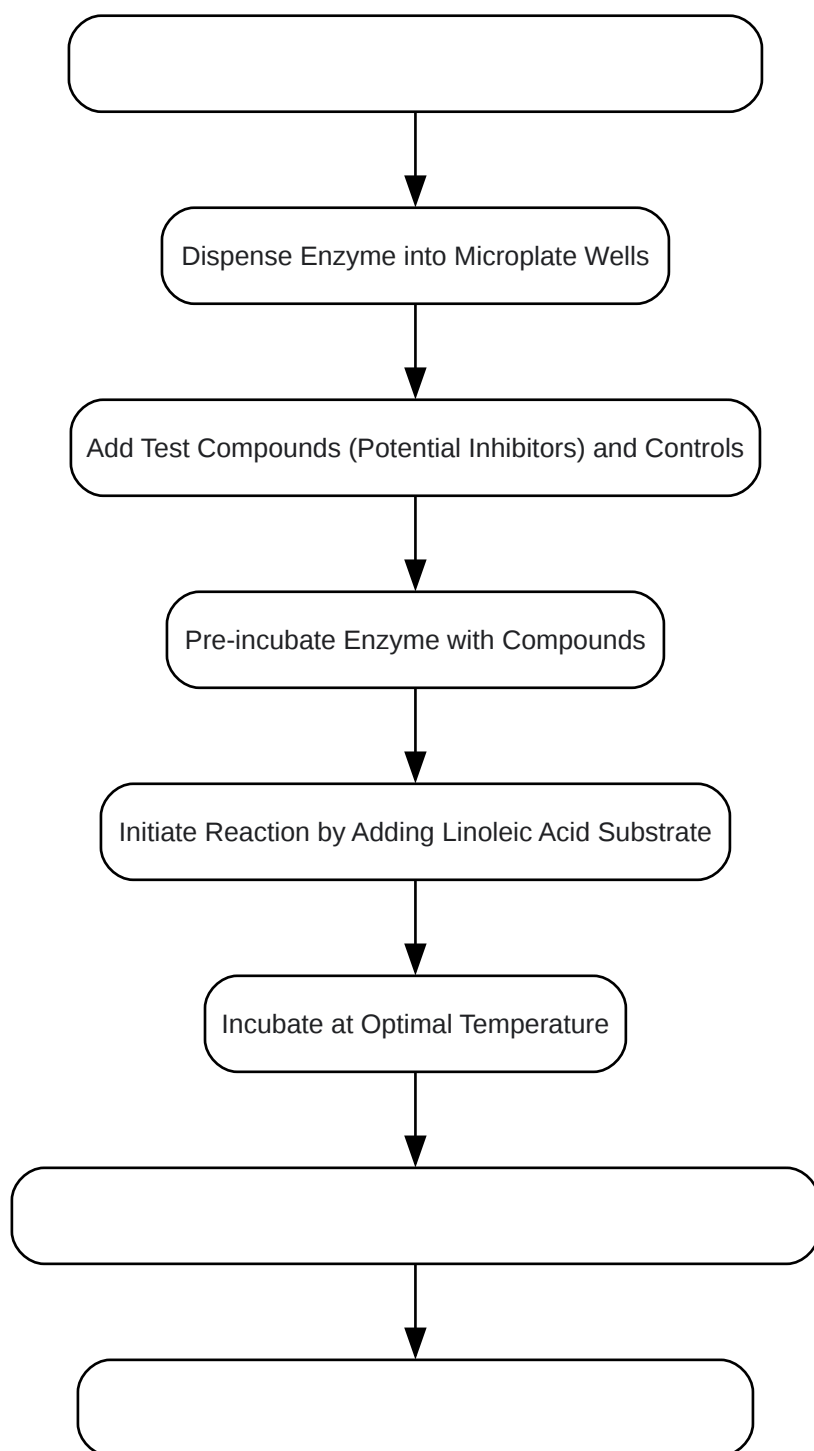 Dispense Enzyme into Microplate Wells
Add Test Compounds (Potential Inhibitors) and Controls
Pre-incubate Enzyme with Compounds
Initiate Reaction by Adding Linoleic Acid Substrate
Incubate at Optimal Temperature